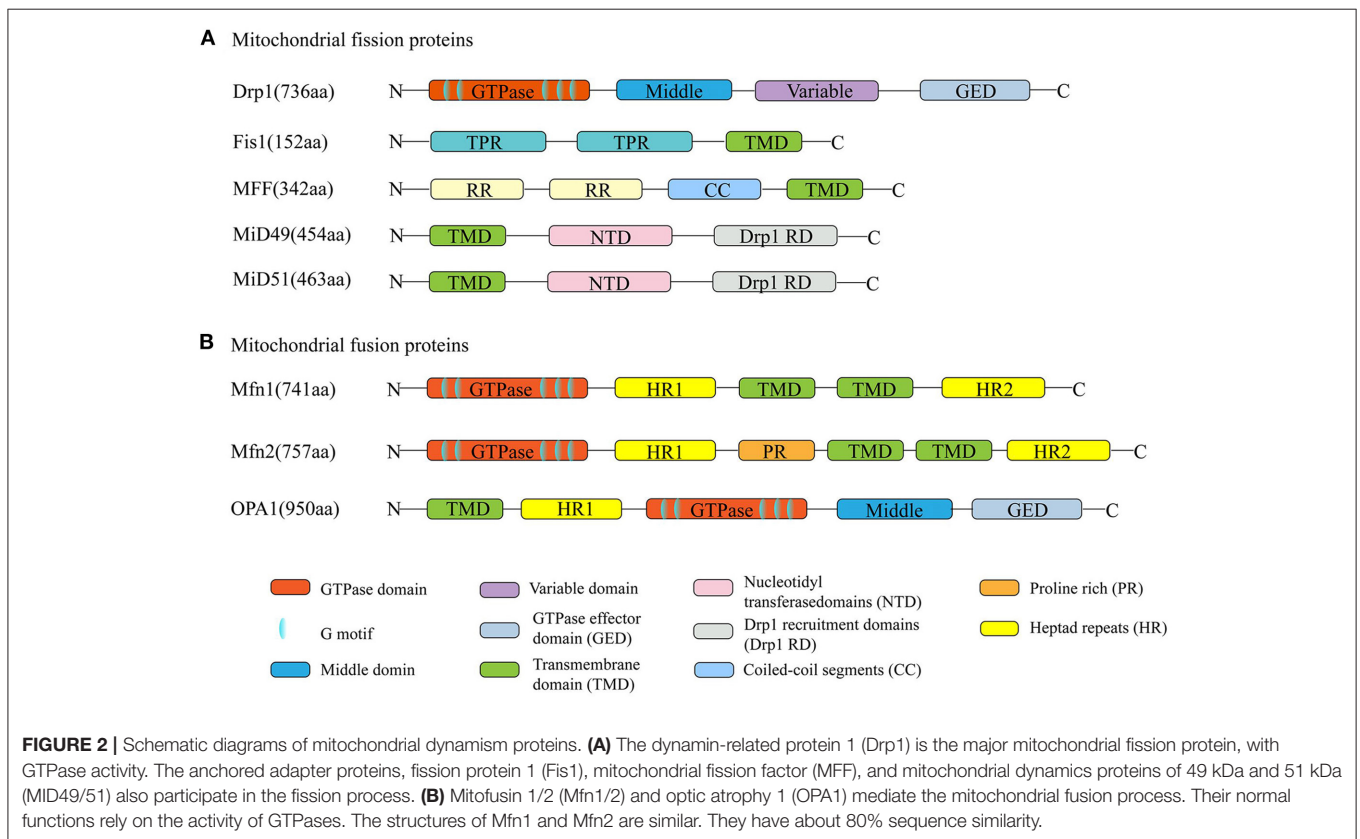 A Mitochondrial fission proteins
Drp1(736aa) N GTPase Middle Variable GED C
Fis1(152aa) N TPR TPR TMD C
MFF(342aa) N RR RR CC TMD C
MiD49(454aa) N TMD NTD Drp1 RD C
MiD51(463aa) N TMD NTD Drp1 RD C
B Mitochondrial fusion proteins
Mfn1(741aa) N GTPase HR1 TMD TMD HR2 C
Mfn2(757aa) N GTPase HR1 PR TMD TMD HR2 C
OPA1(950aa) N TMD HR1 GTPase Middle GED C
GTPase domain
G motif
Middle domin
Variable domain
GTPase effector
domain (GED)
Transmembrane
domain (TMD)
Nucleotidyl
transferasedomains (NTD)
Drp1 recruitment domains
(Drp1 RD)
Coiled-coil segments (CC)
Proline rich (PR)
Heptad repeats (HR)
FIGURE 2 | Schematic diagrams of mitochondrial dynamism proteins. (A) The dynamin-related protein 1 (Drp1) is the major mitochondrial fission protein, with
GTPase activity. The anchored adapter proteins, fission protein 1 (Fis1), mitochondrial fission factor (MFF), and mitochondrial dynamics proteins of 49 kDa and 51 kDa
(MID49/51) also participate in the fission process. (B) Mitofusin 1/2 (Mfn1/2) and optic atrophy 1 (OPA1) mediate the mitochondrial fusion process. Their normal
functions rely on the activity of GTPases. The structures of Mfn1 and Mfn2 are similar. They have about 80% sequence similarity.